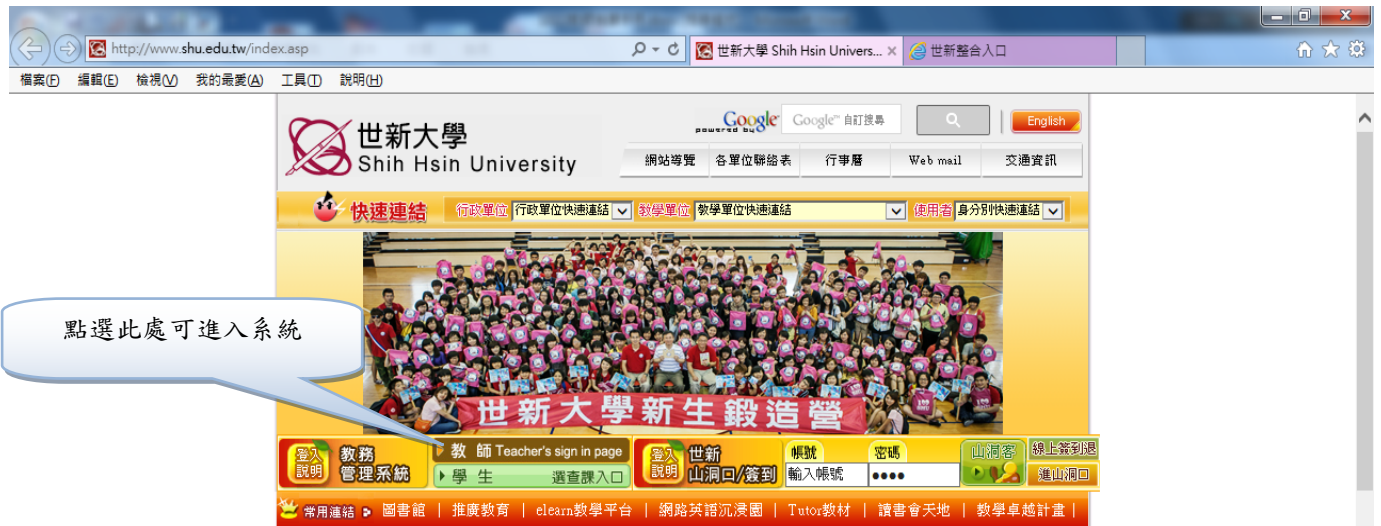 http://www.shu.edu.tw/index.asp
世新大學 Shih Hsin Univers...
世新整合入口
檔案(F) 編輯(E) 檢視(V) 我的最愛(A) 工具(T) 說明(H)
世新大學
Shih Hsin University
powered by Google
Google™ 自訂搜尋
English
網站導覽 各單位聯絡表 行事曆 Web mail 交通資訊
快速連結 行政單位 行政單位快速連結 教學單位 教學單位快速連結 使用者 身分別快速連結
點選此處可進入系統
世新大學新生鍛造營
登入說明
教務
管理系統
教 師 Teacher's sign in page
學 生 選查課入口
登入說明
世新
山洞口/簽到
帳號 密碼
輸入帳號 ●●●●
山洞客
線上簽到退
進山洞口
常用連結 圖書館 | 推廣教育 | elearn教學平台 | 網路英語沉浸園 | Tutor教材 | 讀書會天地 | 教學卓越計畫 |